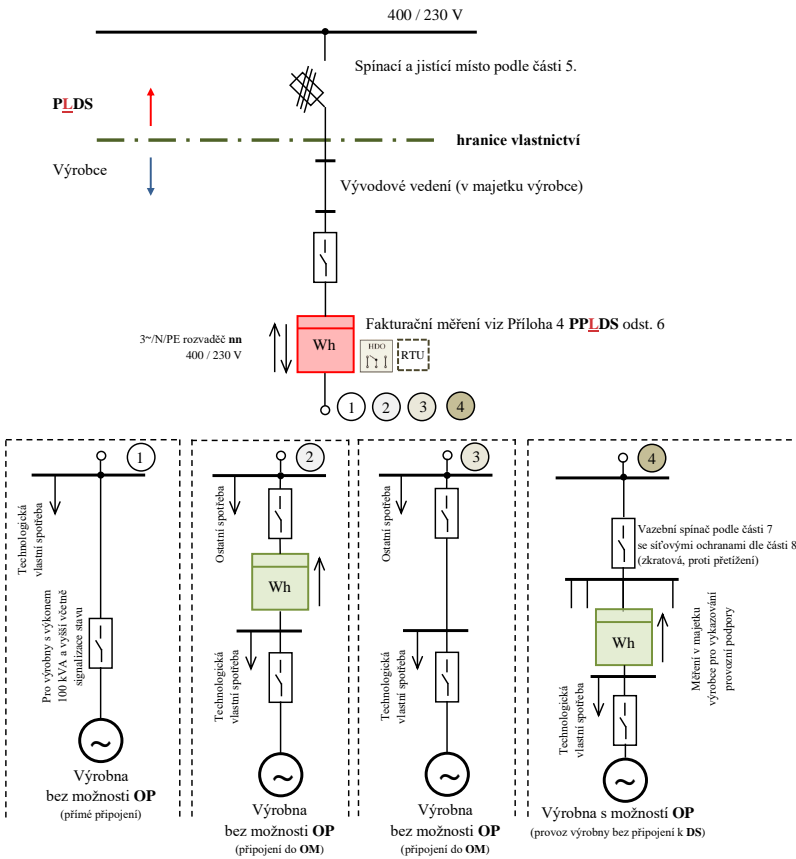 400 / 230 V
Spínací a jistící místo podle části 5.
PLDS
hranice vlastnictví
Výrobce
Vývodové vedení (v majetku výrobce)
Fakturační měření viz Příloha 4 PPLDS odst. 6
3~/N/PE rozvaděč nn
400 / 230 V
Wh
HDO
RTU
1 2 3 4
1
Technologická
vlastní spotřeba
Pro výrobny s výkonem
100 kVA a vyšší včetně
signalizace stavu
~
Výrobna
bez možnosti OP
(přímé připojení)
2
Ostatní spotřeba
Wh
Technologická
vlastní spotřeba
~
Výrobna
bez možnosti OP
(připojení do OM)
3
Ostatní spotřeba
Technologická
vlastní spotřeba
~
Výrobna
bez možnosti OP
(připojení do OM)
4
Vazební spínač podle části 7
se síťovými ochranami dle části 8
(zkratová, proti přetížení)
Wh
Měření v majetku
výrobce pro vykazování
provozní podpory
Technologická
vlastní spotřeba
~
Výrobna s možností OP
(provoz výrobny bez připojení k DS)